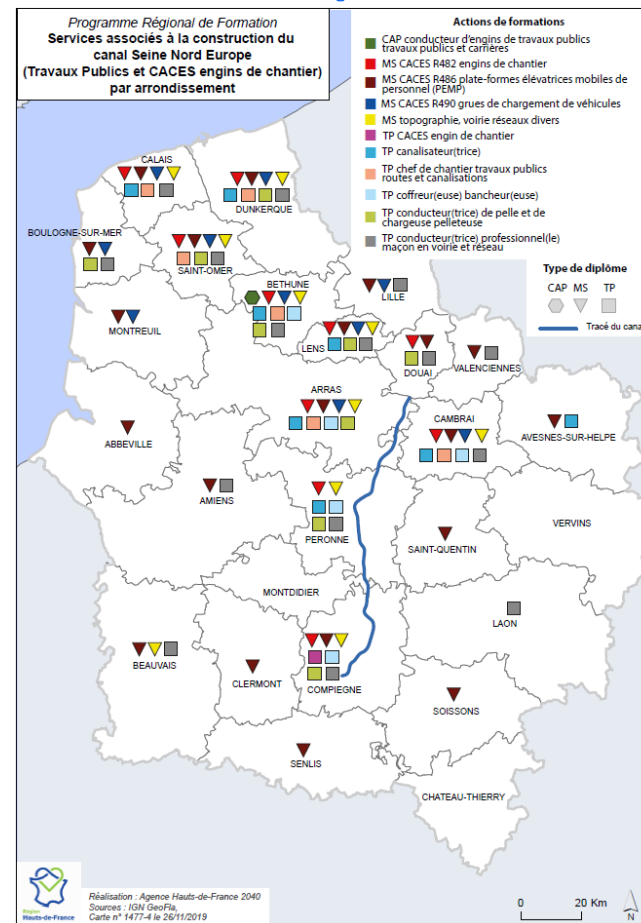 Programme Régional de Formation
Services associés à la construction du
canal Seine Nord Europe
(Travaux Publics et CACES engins de chantier)
par arrondissement
Actions de formations
CAP conducteur d'engins de travaux publics
travaux publics et carrières
MS CACES R482 engins de chantier
MS CACES R486 plate-formes élévatrices mobiles de
personnel (PEMP)
MS CACES R490 grues de chargement de véhicules
MS topographie, voirie réseaux divers
TP CACES engin de chantier
TP canalisateur(trice)
TP chef de chantier travaux publics
routes et canalisations
TP coffreur(euse) bancheur(euse)
TP conducteur(trice) de pelle et de
chargeuse pelleteuse
TP conducteur(trice) professionnel(le)
maçon en voirie et réseau
Type de diplôme
CAP MS TP
Tracé du canal
CALAIS
DUNKERQUE
BOULOGNE-SUR-MER
SAINT-OMER
BETHUNE
LILLE
MONTREUIL
LENS
DOUAI
VALENCIENNES
ARRAS
CAMBRAI
AVESNES-SUR-HELPE
ABBEVILLE
AMIENS
PERONNE
SAINT-QUENTIN
VERVINS
MONTDIDIER
LAON
BEAUVAIS
CLERMONT
COMPIEGNE
SOISSONS
SENLIS
CHATEAU-THIERRY
Région
Hauts-de-France
Réalisation : Agence Hauts-de-France 2040
Sources : IGN GeoFla,
Carte n° 1477-4 le 26/11/2019
0 20 Km
N